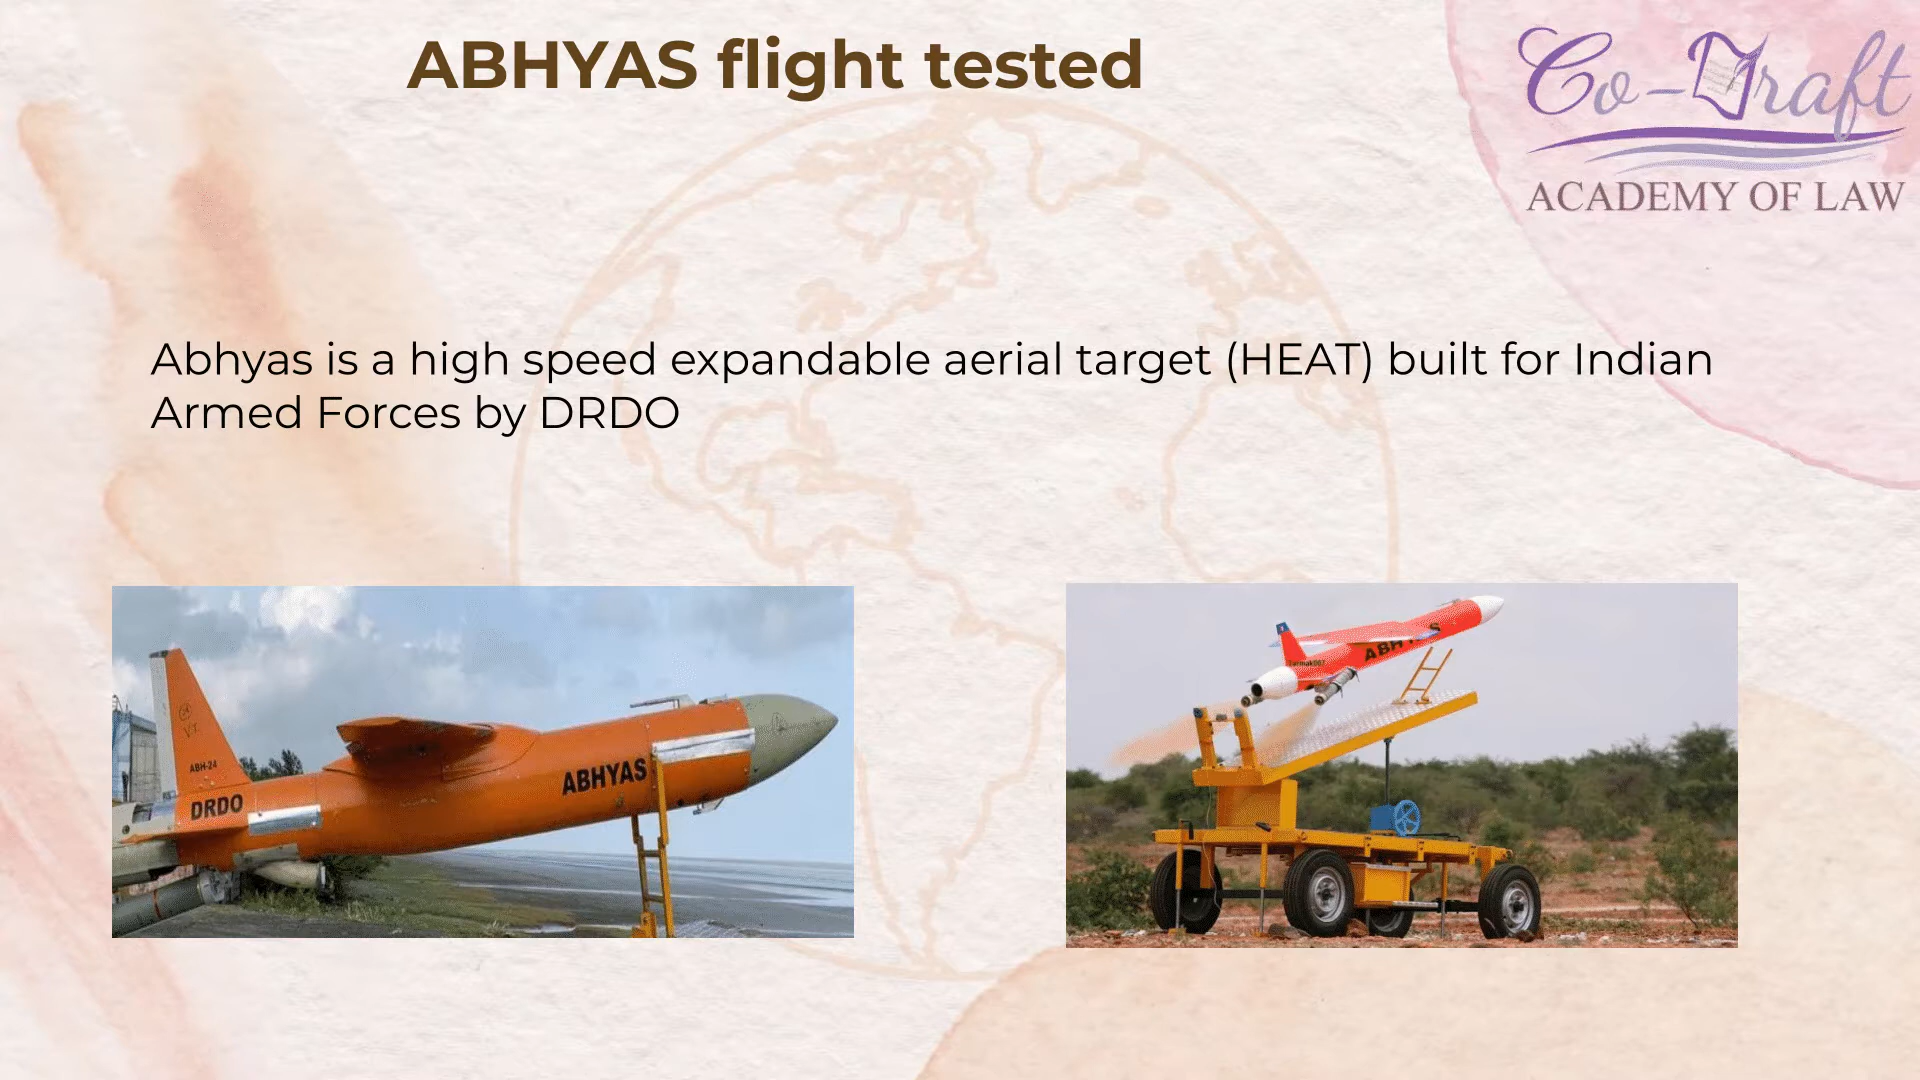 ABHYAS flight tested
Co-Draft
ACADEMY OF LAW
Abhyas is a high speed expandable aerial target (HEAT) built for Indian
Armed Forces by DRDO
ABH-24
DRDO
ABHYAS
ABHYAS